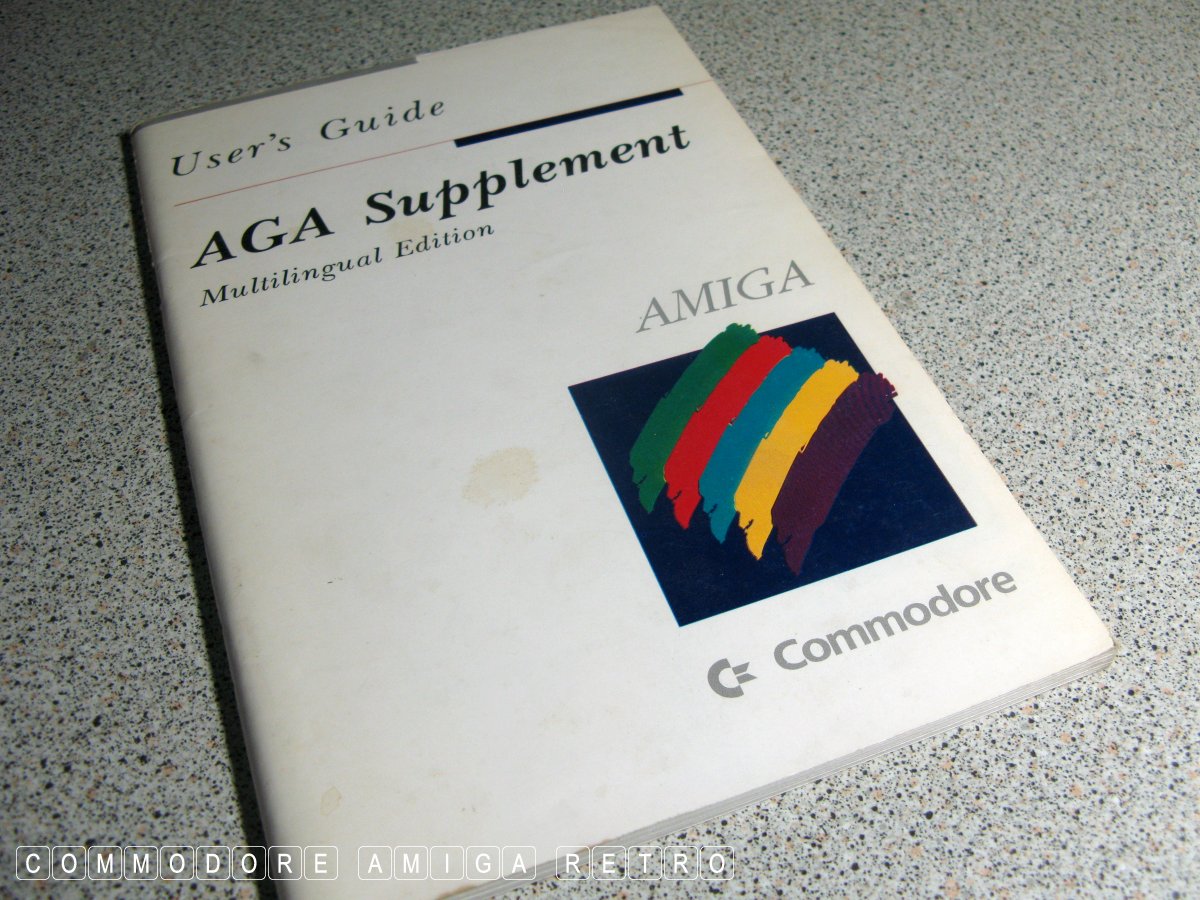 User's Guide
AGA Supplement
Multilingual Edition
AMIGA
Commodore
COMMODORE AMIGA RETRO